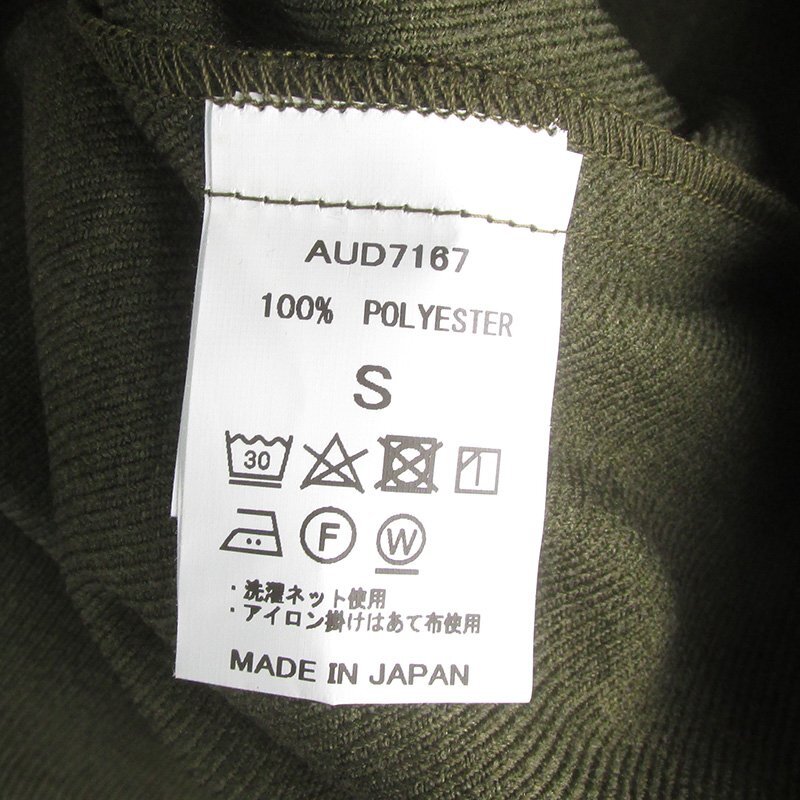 AUD7167
100% POLYESTER
S
30
F W
・洗濯ネット使用
・アイロン掛けはあて布使用
MADE IN JAPAN